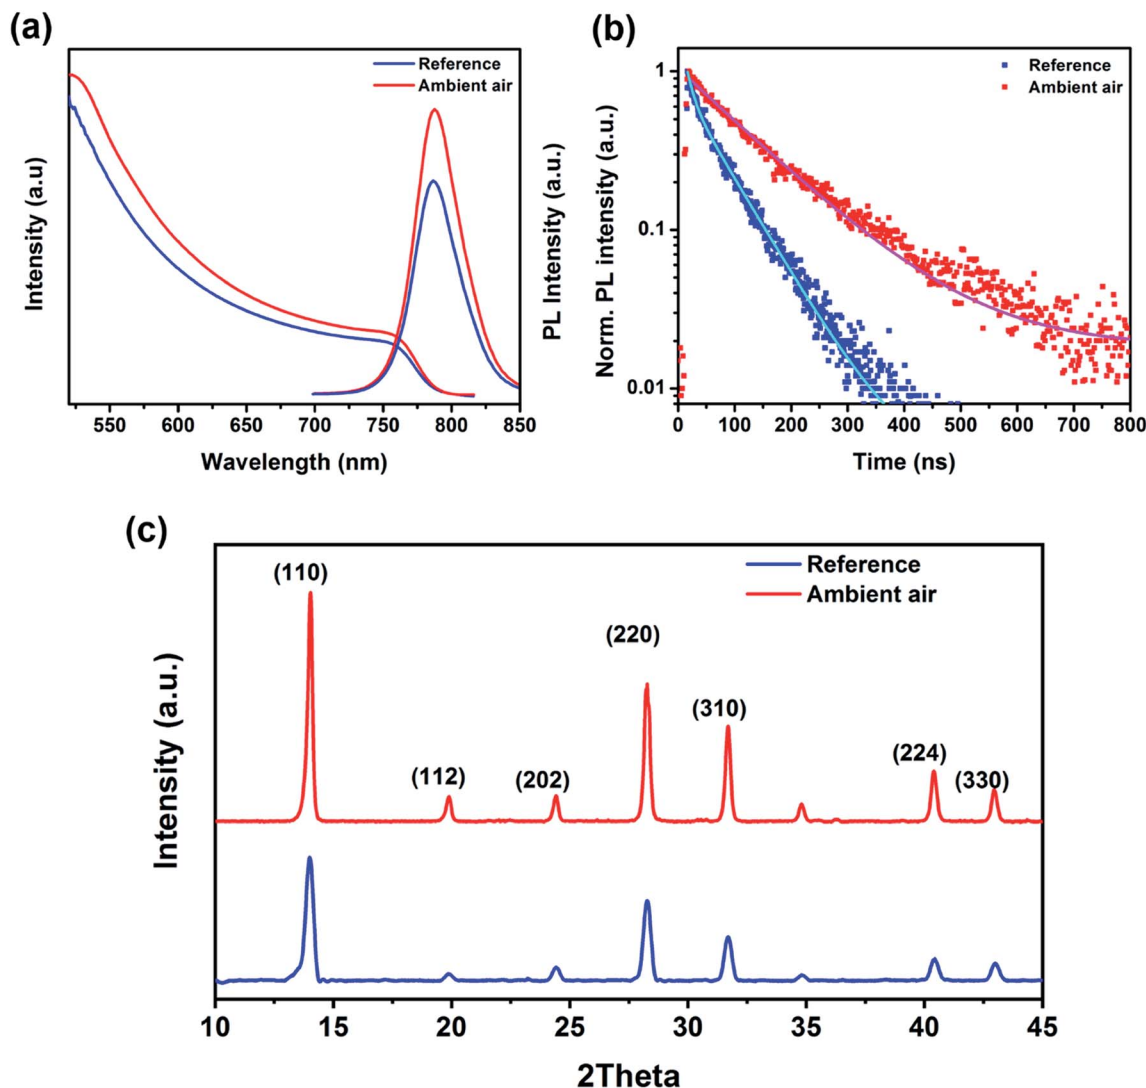 (a)
Reference
Ambient air
Intensity (a.u)
PL Intensity (a.u.)
550 600 650 700 750 800 850
Wavelength (nm)
(b)
Reference
Ambient air
Norm. PL intensity (a.u.)
1
0.1
0.01
0 100 200 300 400 500 600 700 800
Time (ns)
(c)
Reference
Ambient air
(110)
(112)
(202)
(220)
(310)
(224)
(330)
Intensity (a.u.)
10 15 20 25 30 35 40 45
2Theta